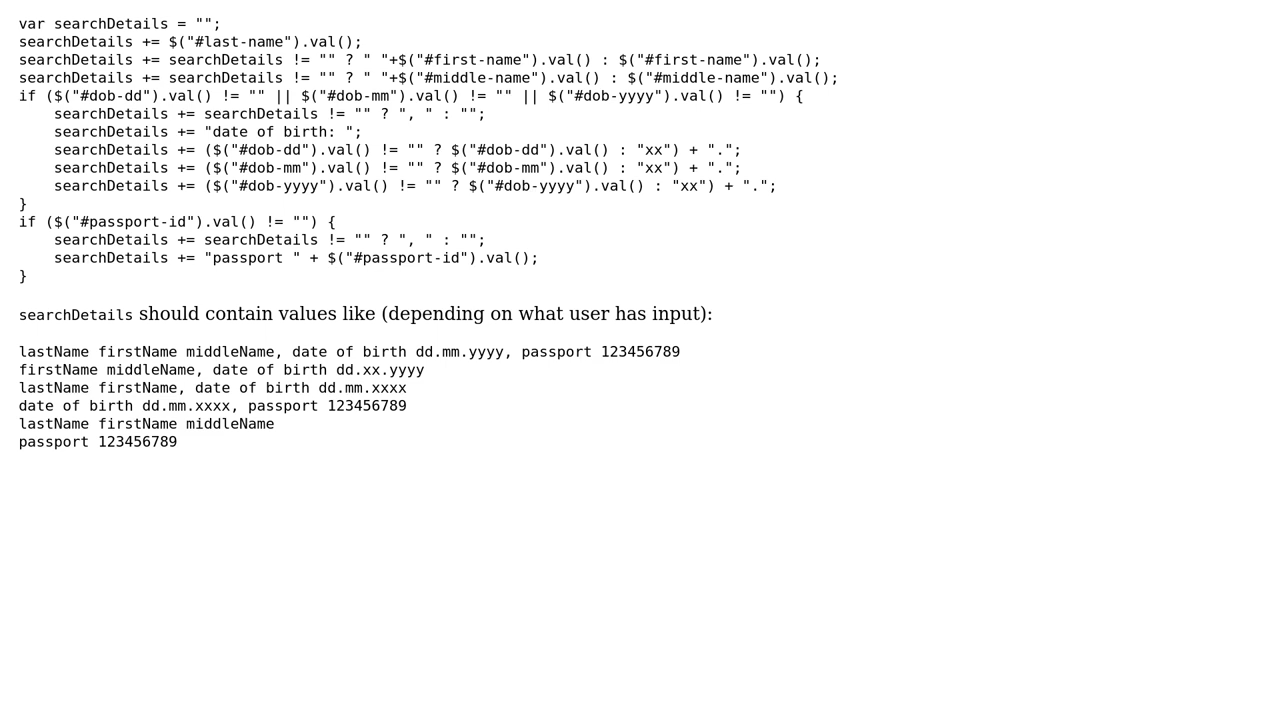 var searchDetails = "";
searchDetails += $("#last-name").val();
searchDetails += searchDetails != "" ? " "+$("#first-name").val() : $("#first-name").val();
searchDetails += searchDetails != "" ? " "+$("#middle-name").val() : $("#middle-name").val();
if ($("#dob-dd").val() != "" || $("#dob-mm").val() != "" || $("#dob-yyyy").val() != "") {
    searchDetails += searchDetails != "" ? ", " : "";
    searchDetails += "date of birth: ";
    searchDetails += ($("#dob-dd").val() != "" ? $("#dob-dd").val() : "xx") + ".";
    searchDetails += ($("#dob-mm").val() != "" ? $("#dob-mm").val() : "xx") + ".";
    searchDetails += ($("#dob-yyyy").val() != "" ? $("#dob-yyyy").val() : "xx") + ".";
}
if ($("#passport-id").val() != "") {
    searchDetails += searchDetails != "" ? ", " : "";
    searchDetails += "passport " + $("#passport-id").val();
}
searchDetails should contain values like (depending on what user has input):
lastName firstName middleName, date of birth dd.mm.yyyy, passport 123456789
firstName middleName, date of birth dd.xx.yyyy
lastName firstName, date of birth dd.mm.xxxx
date of birth dd.mm.xxxx, passport 123456789
lastName firstName middleName
passport 123456789